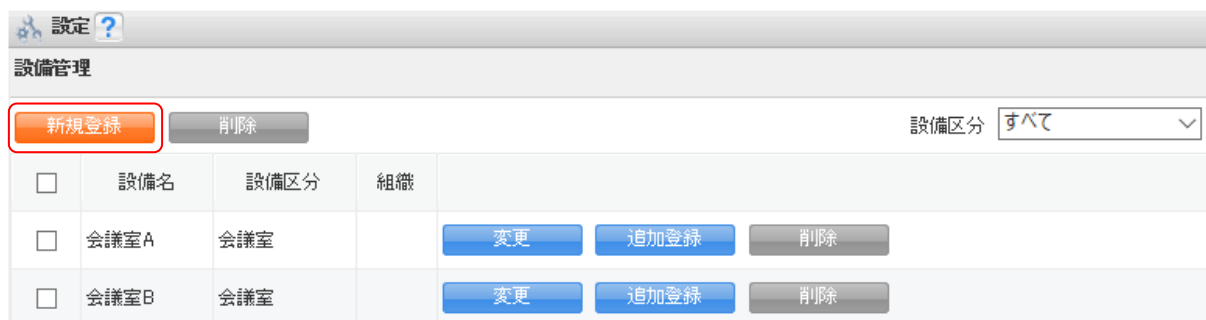 設定 ?
設備管理
新規登録 削除 設備区分 すべて
設備名 設備区分 組織
会議室A 会議室 変更 追加登録 削除
会議室B 会議室 変更 追加登録 削除